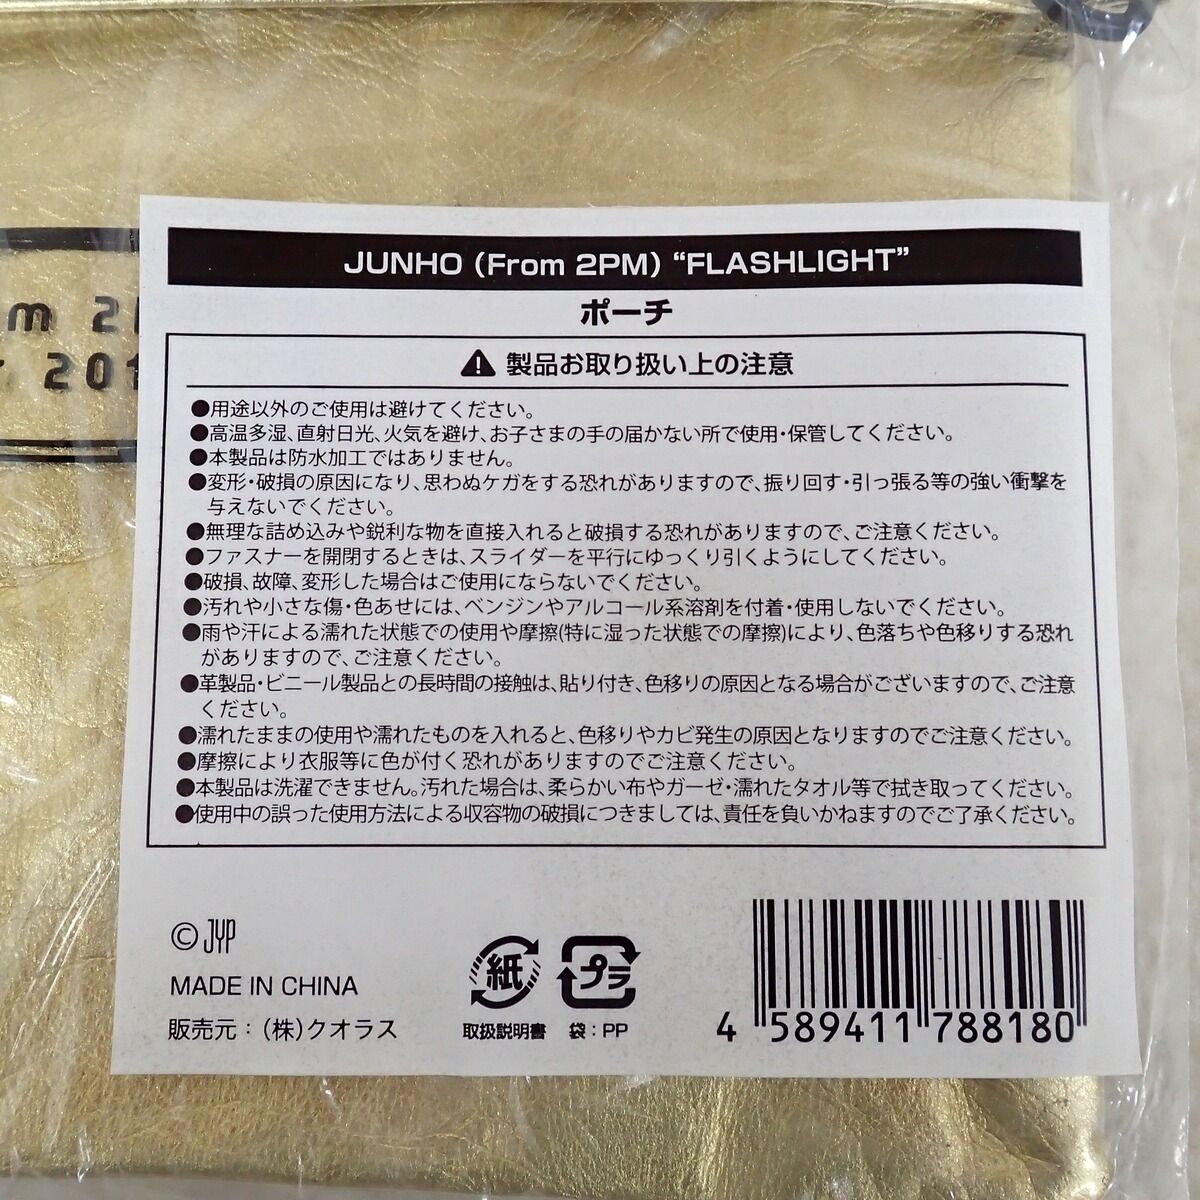 JUNHO (From 2PM) “FLASHLIGHT”
ポーチ
製品お取り扱い上の注意
●用途以外のご使用は避けてください。
●高温多湿、直射日光、火気を避け、お子さまの手の届かない所で使用・保管してください。
●本製品は防水加工ではありません。
●変形・破損の原因になり、思わぬケガをする恐れがありますので、振り回す・引っ張る等の強い衝撃を
与えないでください。
●無理な詰め込みや鋭利な物を直接入れると破損する恐れがありますので、ご注意ください。
●ファスナーを開閉するときは、スライダーを平行にゆっくり引くようにしてください。
●破損、故障、変形した場合はご使用にならないでください。
●汚れや小さな傷・色あせには、ベンジンやアルコール系溶剤を付着・使用しないでください。
●雨や汗による濡れた状態での使用や摩擦(特に湿った状態での摩擦)により、色落ちや色移りする恐れ
がありますので、ご注意ください。
●革製品・ビニール製品との長時間の接触は、貼り付き、色移りの原因となる場合がございますので、ご注意
ください。
●濡れたままの使用や濡れたものを入れると、色移りやカビ発生の原因となりますのでご注意ください。
●摩擦により衣服等に色が付く恐れがありますのでご注意ください。
●本製品は洗濯できません。汚れた場合は、柔らかい布やガーゼ・濡れたタオル等で拭き取ってください。
●使用中の誤った使用方法による収容物の破損につきましては、責任を負いかねますのでご了承ください。
© JYP
MADE IN CHINA
販売元：(株)クオラス
紙
取扱説明書
プラ
袋：PP
4 589411 788180
m 2
201